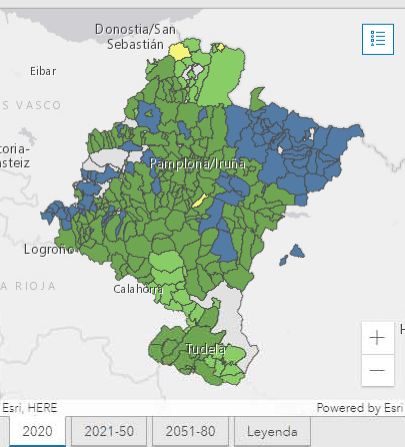 Donostia/San
Sebastián
Eibar
VASCO
Pamplona/Iruña
oria-
steiz
Logroño
Calahorra
A RIOJA
Tudela
Esri, HERE
Powered by Esri
2020
2021-50
2051-80
Leyenda